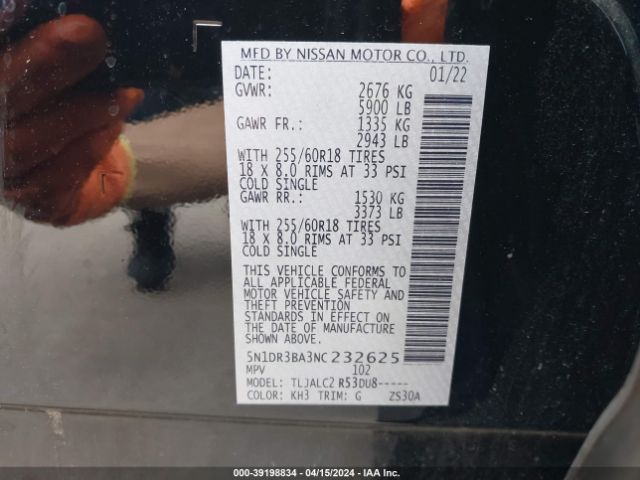 MFD BY NISSAN MOTOR CO., LTD.
DATE: 01/22
GVWR: 2676 KG
5900 LB
GAWR FR.: 1335 KG
2943 LB
WITH 255/60R18 TIRES
18 X 8.0 RIMS AT 33 PSI
COLD SINGLE
GAWR RR.: 1530 KG
3373 LB
WITH 255/60R18 TIRES
18 X 8.0 RIMS AT 33 PSI
COLD SINGLE
THIS VEHICLE CONFORMS TO
ALL APPLICABLE FEDERAL
MOTOR VEHICLE SAFETY AND
THEFT PREVENTION
STANDARDS IN EFFECT ON
THE DATE OF MANUFACTURE
SHOWN ABOVE.
5N1DR3BA3NC232625
MPV 102
MODEL: TLJALC2 R53DU8-----
COLOR: KH3 TRIM: G ZS30A
000-39198834 - 04/15/2024 - IAA Inc.